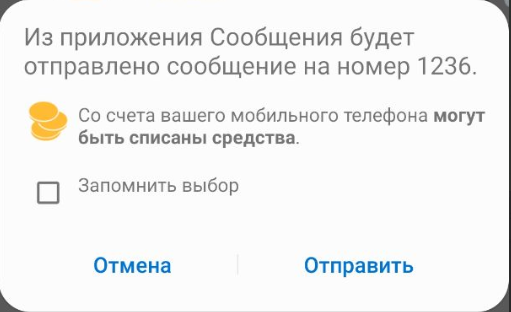 Из приложения Сообщения будет
отправлено сообщение на номер 1236.
Со счета вашего мобильного телефона могут
быть списаны средства.
Запомнить выбор
Отмена
Отправить